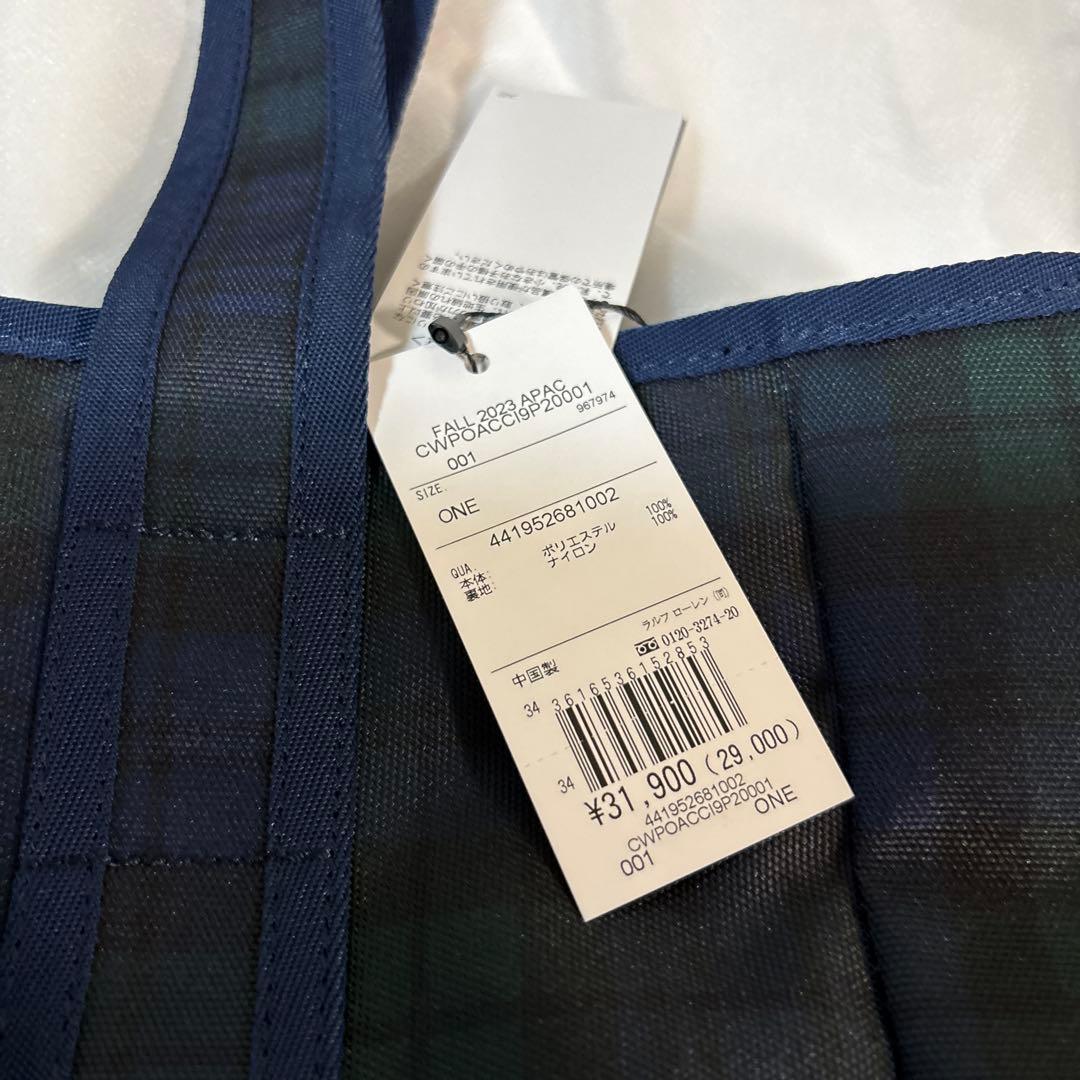 FALL 2023 APAC
CWPOACCI9P20001
967974
001
SIZE.
ONE
441952681002
QUA.
本体: ポリエステル 100%
裏地: ナイロン 100%
ラルフ ローレン (同)
0120-3274-20
中国製
34 3616536152853
34
¥31,900 (29,000)
441952681002
CWPOACCI9P20001
001 ONE